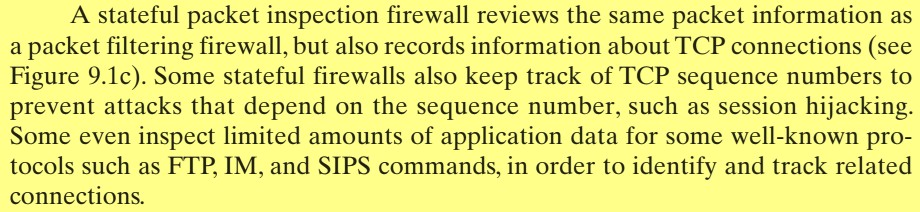 A stateful packet inspection firewall reviews the same packet information as
a packet filtering firewall, but also records information about TCP connections (see
Figure 9.1c). Some stateful firewalls also keep track of TCP sequence numbers to
prevent attacks that depend on the sequence number, such as session hijacking.
Some even inspect limited amounts of application data for some well-known pro-
tocols such as FTP, IM, and SIPS commands, in order to identify and track related
connections.